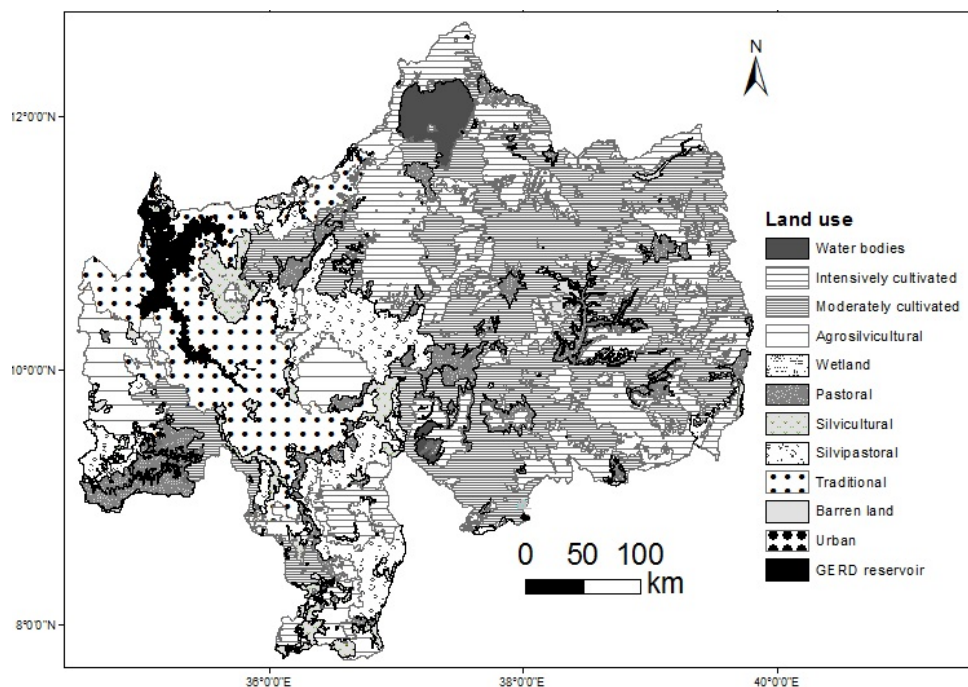 N
12°0'0"N
10°0'0"N
8°0'0"N
Land use
Water bodies
Intensively cultivated
Moderately cultivated
Agrosilvicultural
Wetland
Pastoral
Silvicultural
Silvipastoral
Traditional
Barren land
Urban
GERD reservoir
0 50 100
km
36°0'0"E 38°0'0"E 40°0'0"E